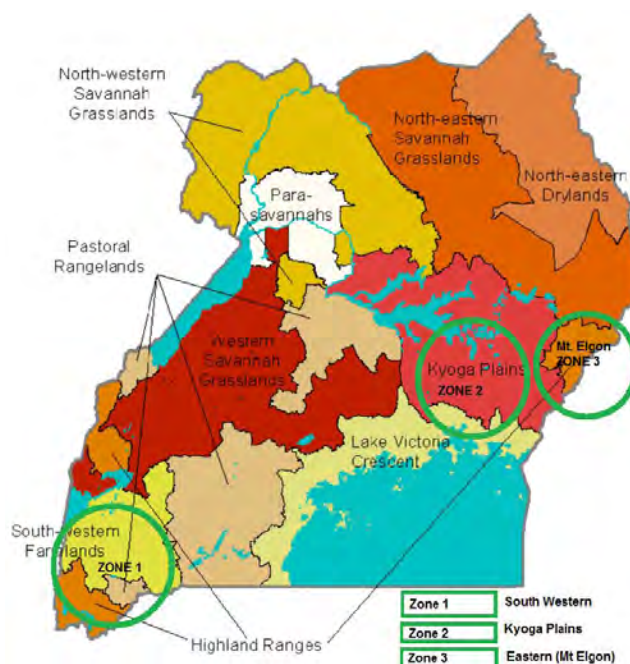 North-western
Savannah
Grasslands
North-eastern
Savannah
Grasslands
North-eastern
Drylands
Para-
savannahs
Pastoral
Rangelands
Western
Savannah
Grasslands
Kyoga Plains
ZONE 2
Mt. Elgon
ZONE 3
Lake Victoria
Crescent
South-western
Farmlands
ZONE 1
Highland Ranges
Zone 1 South Western
Zone 2 Kyoga Plains
Zone 3 Eastern (Mt Elgon)